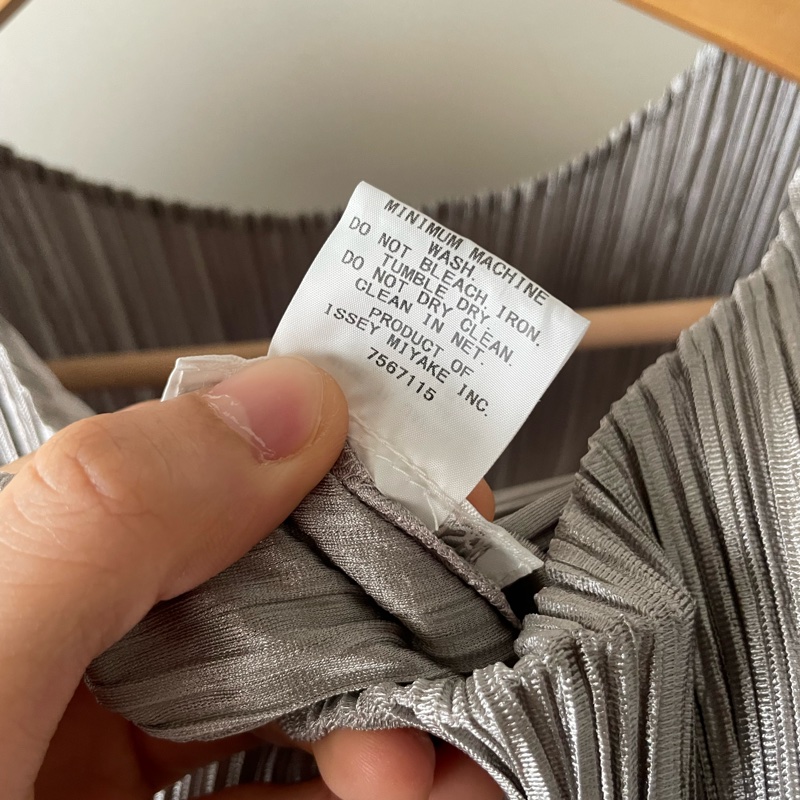 MINIMUM MACHINE
WASH.
DO NOT BLEACH, IRON.
TUMBLE DRY.
DO NOT DRY CLEAN.
CLEAN IN NET.
PRODUCT OF
ISSEY MIYAKE INC.
7567115